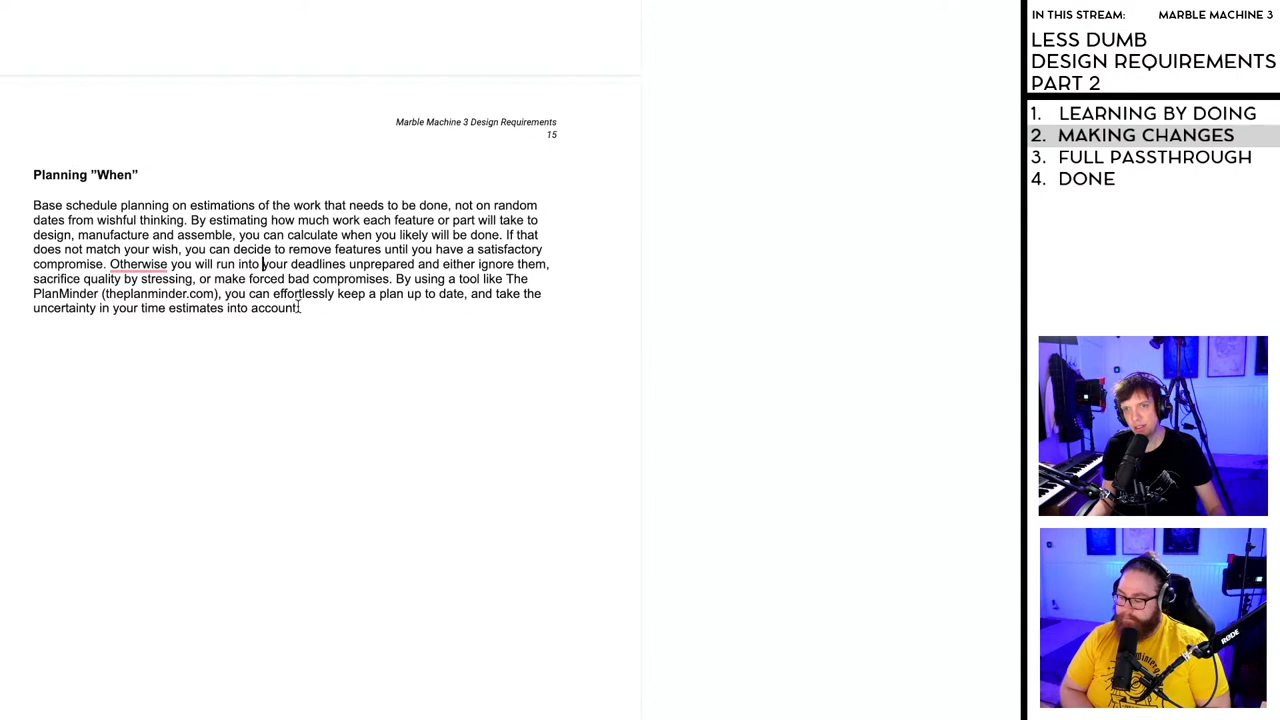 Marble Machine 3 Design Requirements
15
Planning ”When”
Base schedule planning on estimations of the work that needs to be done, not on random
dates from wishful thinking. By estimating how much work each feature or part will take to
design, manufacture and assemble, you can calculate when you likely will be done. If that
does not match your wish, you can decide to remove features until you have a satisfactory
compromise. Otherwise you will run into your deadlines unprepared and either ignore them,
sacrifice quality by stressing, or make forced bad compromises. By using a tool like The
PlanMinder (theplanminder.com), you can effortlessly keep a plan up to date, and take the
uncertainty in your time estimates into account.
IN THIS STREAM: MARBLE MACHINE 3
LESS DUMB
DESIGN REQUIREMENTS
PART 2
1. LEARNING BY DOING
2. MAKING CHANGES
3. FULL PASSTHROUGH
4. DONE
RØDE